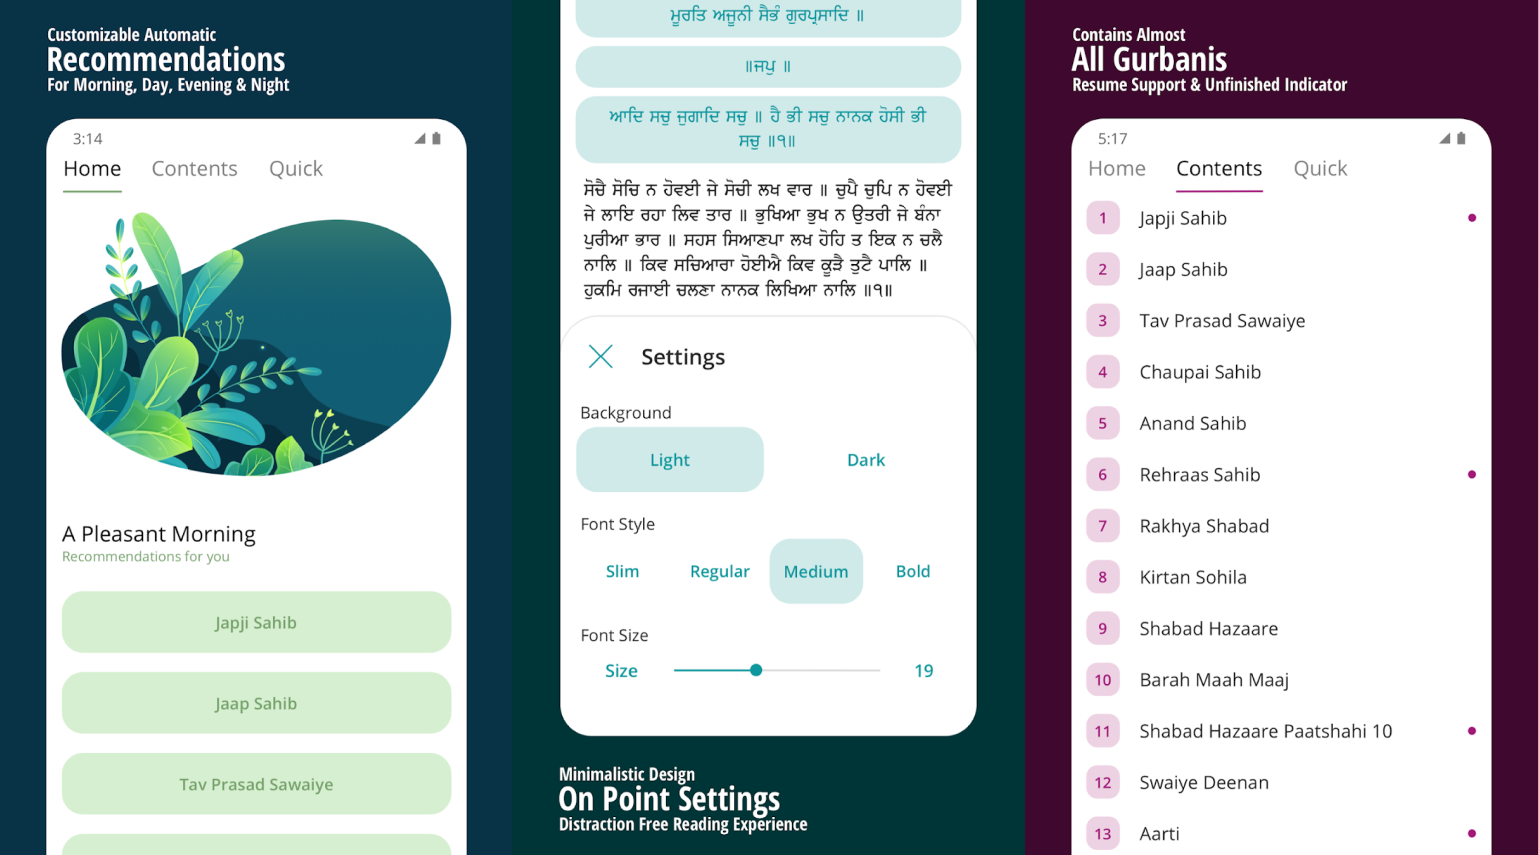 Customizable Automatic
Recommendations
For Morning, Day, Evening & Night
3:14
Home Contents Quick
A Pleasant Morning
Recommendations for you
Japji Sahib
Jaap Sahib
Tav Prasad Sawaiye
ਮੂਰਤਿ ਅਜੂਨੀ ਸੈਭੰ ਗੁਰਪ੍ਰਸਾਦਿ ॥
॥ਜਪੁ ॥
ਆਦਿ ਸਚੁ ਜੁਗਾਦਿ ਸਚੁ ॥ ਹੈ ਭੀ ਸਚੁ ਨਾਨਕ ਹੋਸੀ ਭੀ
ਸਚੁ ॥੧॥
ਸੋਚੈ ਸੋਚਿ ਨ ਹੋਵਈ ਜੇ ਸੋਚੀ ਲਖ ਵਾਰ ॥ ਚੁਪੈ ਚੁਪਿ ਨ ਹੋਵਈ
ਜੇ ਲਾਇ ਰਹਾ ਲਿਵ ਤਾਰ ॥ ਭੁਖਿਆ ਭੁਖ ਨ ਉਤਰੀ ਜੇ ਬੰਨਾ
ਪੁਰੀਆ ਭਾਰ ॥ ਸਹਸ ਸਿਆਣਪਾ ਲਖ ਹੋਹਿ ਤ ਇਕ ਨ ਚਲੈ
ਨਾਲਿ ॥ ਕਿਵ ਸਚਿਆਰਾ ਹੋਈਐ ਕਿਵ ਕੂੜੈ ਤੁਟੈ ਪਾਲਿ ॥
ਹੁਕਮਿ ਰਜਾਈ ਚਲਣਾ ਨਾਨਕ ਲਿਖਿਆ ਨਾਲਿ ॥੧॥
Settings
Background
Light Dark
Font Style
Slim Regular Medium Bold
Font Size
Size 19
Minimalistic Design
On Point Settings
Distraction Free Reading Experience
Contains Almost
All Gurbanis
Resume Support & Unfinished Indicator
5:17
Home Contents Quick
1 Japji Sahib
2 Jaap Sahib
3 Tav Prasad Sawaiye
4 Chaupai Sahib
5 Anand Sahib
6 Rehraas Sahib
7 Rakhya Shabad
8 Kirtan Sohila
9 Shabad Hazaare
10 Barah Maah Maaj
11 Shabad Hazaare Paatshahi 10
12 Swaiye Deenan
13 Aarti